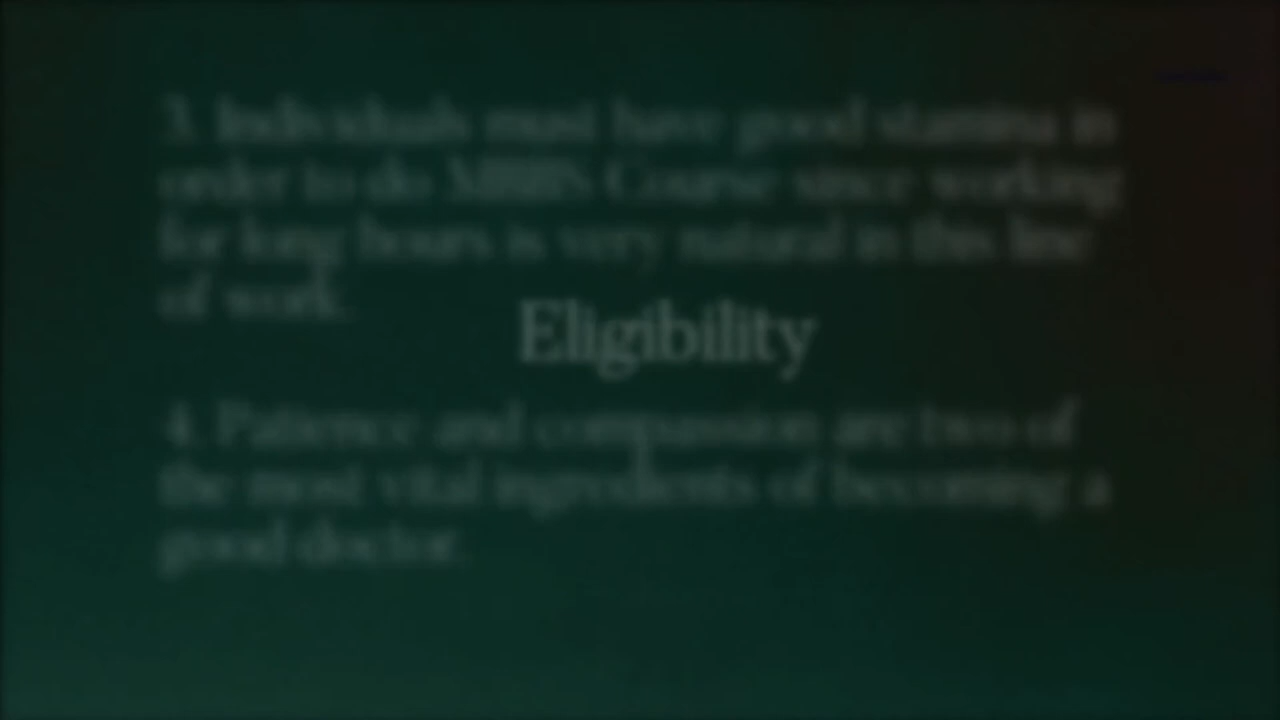 3. Individuals must have good stamina in
order to do MBBS Course since working
for long hours is very natural in this line
of work.
Eligibility
4. Patience and compassion are two of
the most vital ingredients of becoming a
good doctor.